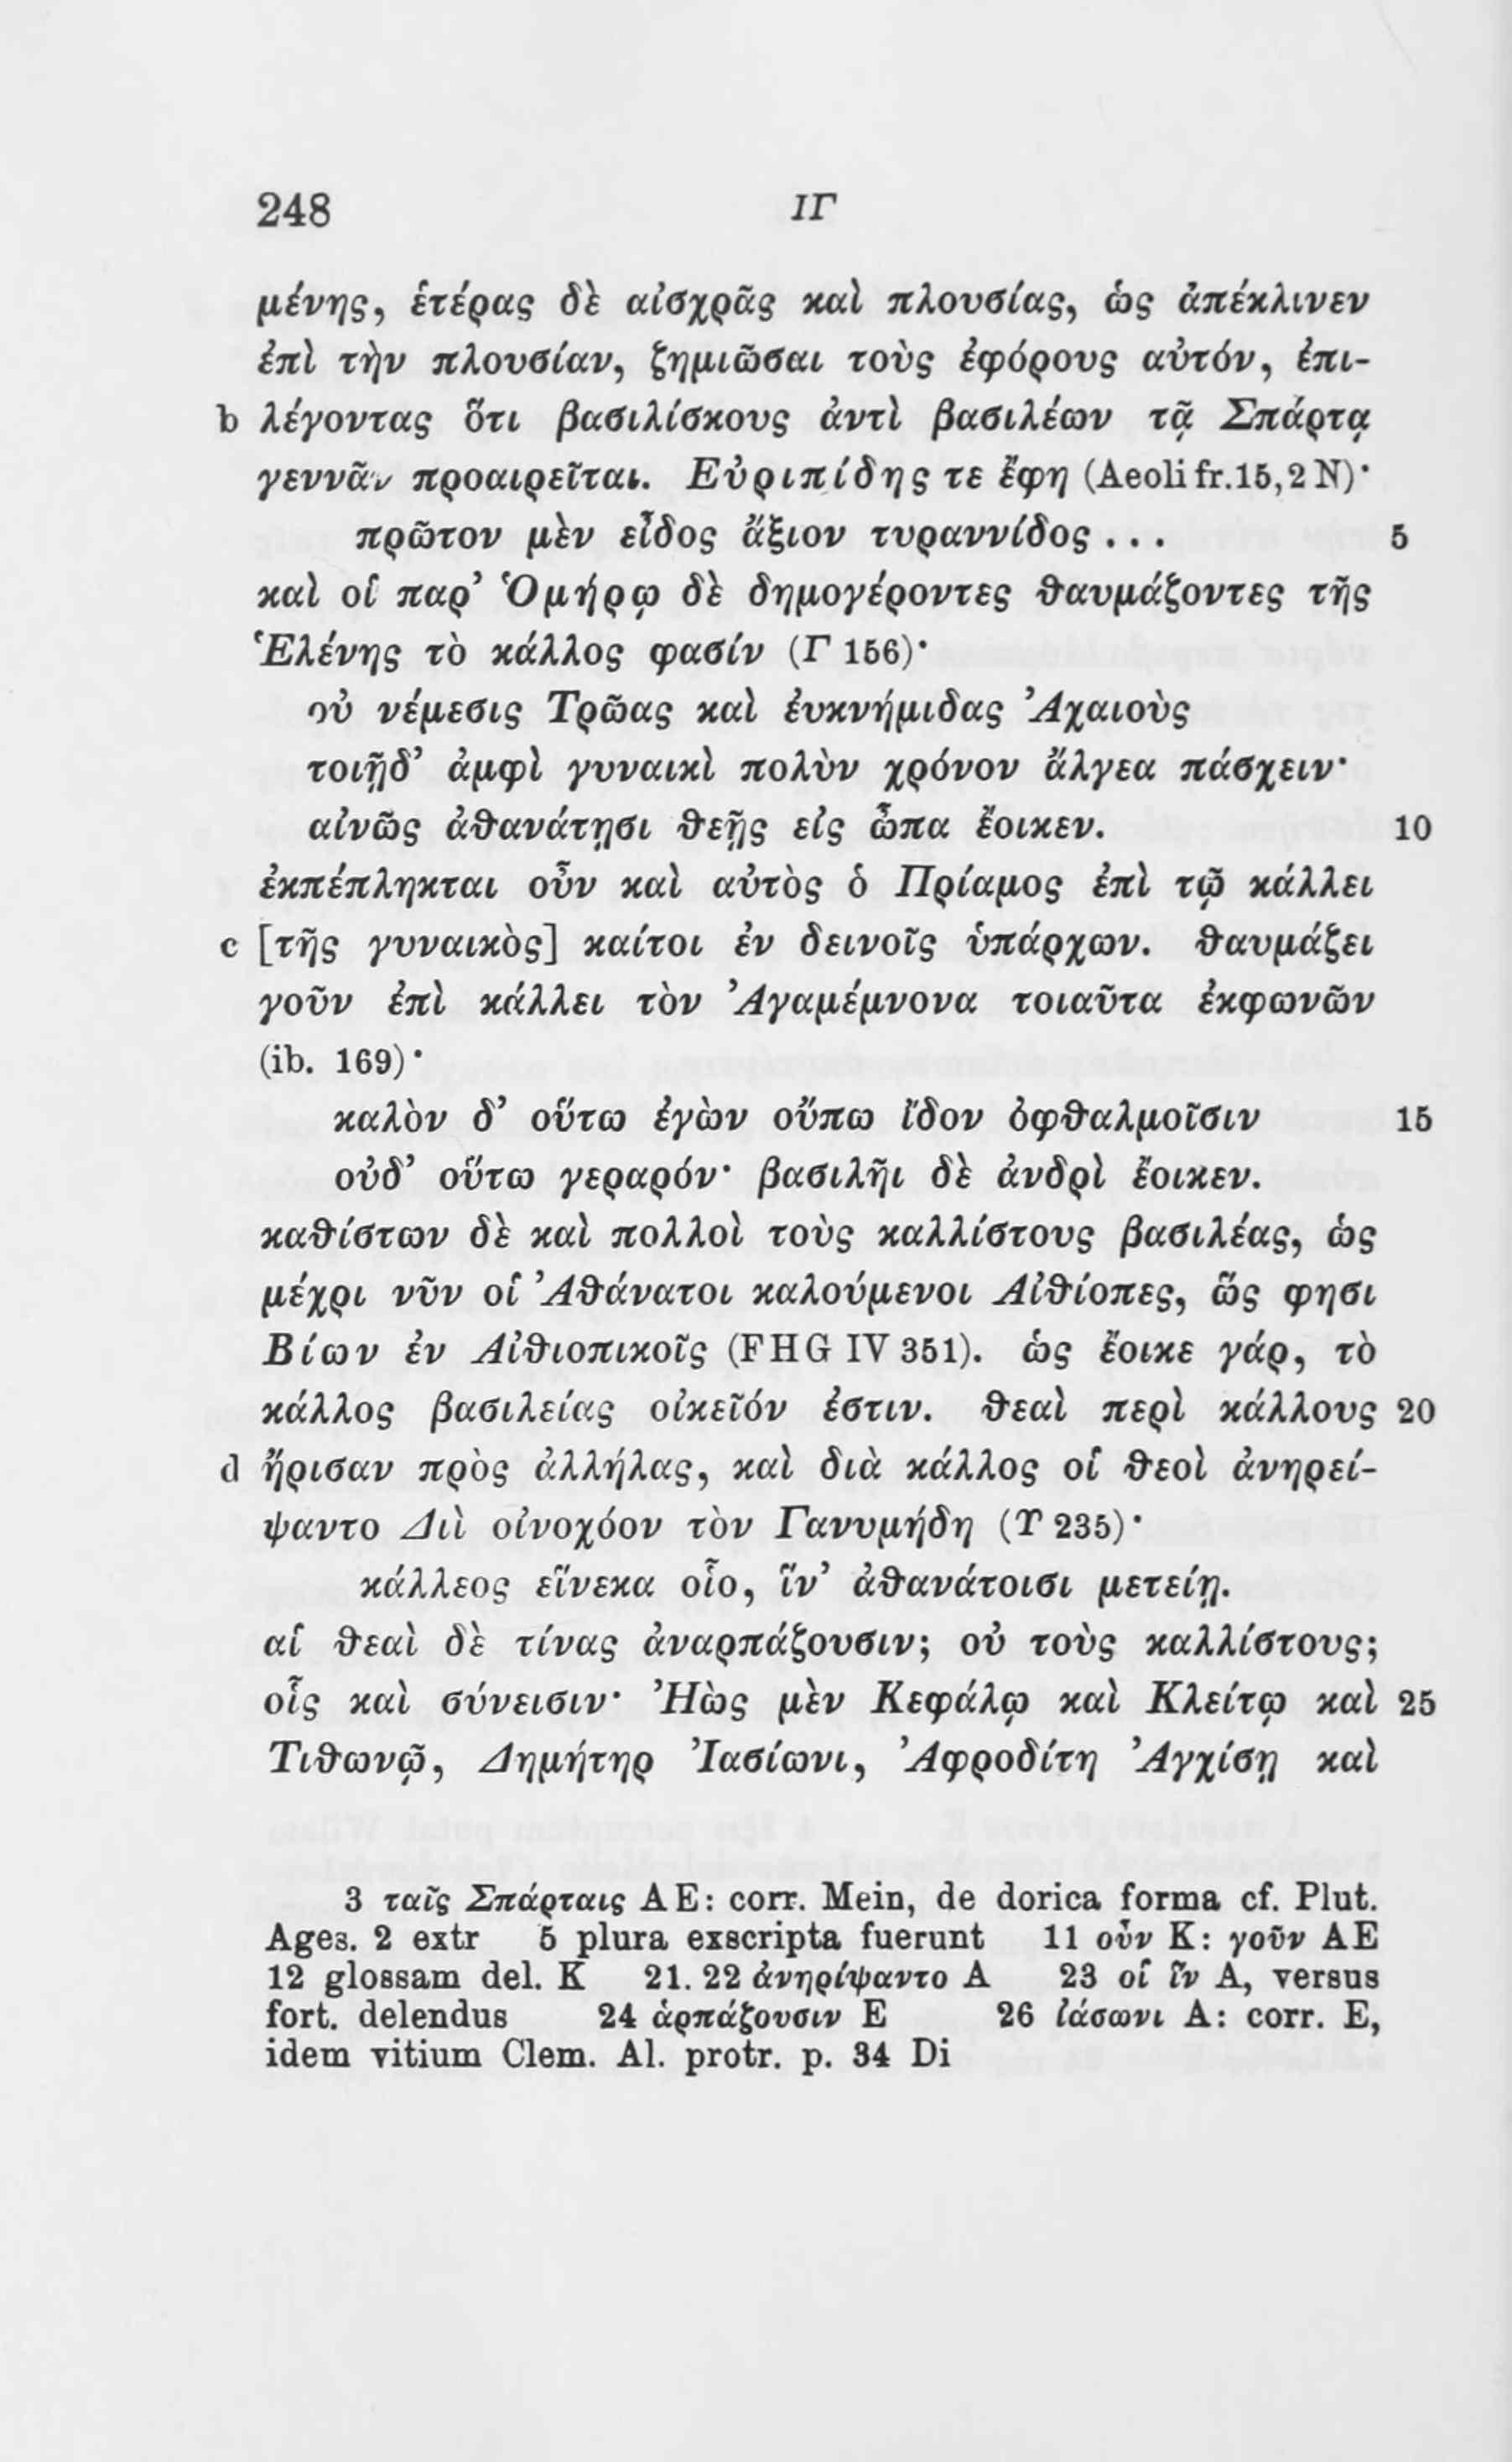 248 ΙΓ
μένης, ἑτέρας δὲ αἰσχρᾶς καὶ πλουσίας, ὡς ἀπέκλινεν
ἐπὶ τὴν πλουσίαν, ζημιῶσαι τοὺς ἐφόρους αὐτόν, ἐπι-
b λέγοντας ὅτι βασιλίσκους ἀντὶ βασιλέων τᾷ Σπάρτᾳ
γεννᾶν προαιρεῖται. Εὐριπίδης τε ἔφη (Aeoli fr. 15, 2 N)·
πρῶτον μὲν εἶδος ἄξιον τυραννίδος ... 5
καὶ οἱ παρ’ Ὁμήρῳ δὲ δημογέροντες θαυμάζοντες τῆς
Ἑλένης τὸ κάλλος φασίν (Γ 156)·
οὐ νέμεσις Τρῶας καὶ ἐυκνήμιδας Ἀχαιοὺς
τοιῇδ’ ἀμφὶ γυναικὶ πολὺν χρόνον ἄλγεα πάσχειν·
αἰνῶς ἀθανάτῃσι θεῇς εἰς ὦπα ἔοικεν. 10
ἐκπέπληκται οὖν καὶ αὐτὸς ὁ Πρίαμος ἐπὶ τῷ κάλλει
c [τῆς γυναικὸς] καίτοι ἐν δεινοῖς ὑπάρχων. θαυμάζει
γοῦν ἐπὶ κάλλει τὸν Ἀγαμέμνονα τοιαῦτα ἐκφωνῶν
(ib. 169)·
καλὸν δ’ οὕτω ἐγὼν οὔπω ἴδον ὀφθαλμοῖσιν 15
οὐδ’ οὕτω γεραρόν· βασιλῆι δὲ ἀνδρὶ ἔοικεν.
καθίστων δὲ καὶ πολλοὶ τοὺς καλλίστους βασιλέας, ὡς
μέχρι νῦν οἱ Ἀθάνατοι καλούμενοι Αἰθίοπες, ὥς φησι
Βίων ἐν Αἰθιοπικοῖς (FHG IV 351). ὡς ἔοικε γάρ, τὸ
κάλλος βασιλείας οἰκεῖόν ἐστιν. θεαὶ περὶ κάλλους 20
d ἤρισαν πρὸς ἀλλήλας, καὶ διὰ κάλλος οἱ θεοὶ ἀνηρεί-
ψαντο Διὶ οἰνοχόον τὸν Γανυμήδη (Υ 235)·
κάλλεος εἵνεκα οἷο, ἵν’ ἀθανάτοισι μετείη.
αἱ θεαὶ δὲ τίνας ἀναρπάζουσιν; οὐ τοὺς καλλίστους;
οἷς καὶ σύνεισιν· Ἠὼς μὲν Κεφάλῳ καὶ Κλείτῳ καὶ 25
Τιθωνῷ, Δημήτηρ Ἰασίωνι, Ἀφροδίτη Ἀγχίσῃ καὶ
3 ταῖς Σπάρταις AE: corr. Mein, de dorica forma cf. Plut.
Ages. 2 extr 5 plura exscripta fuerunt 11 οὖν K: γοῦν AE
12 glossam del. K 21. 22 ἀνηρίψαντο A 23 οἱ ἵν A, versus
fort. delendus 24 ἁρπάζουσιν E 26 ἰάσωνι A: corr. E,
idem vitium Clem. Al. protr. p. 34 Di